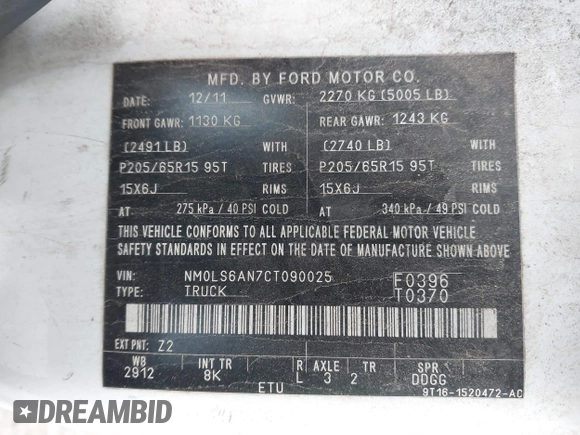 MFD. BY FORD MOTOR CO.
DATE: 12/11 GVWR: 2270 KG (5005 LB)
FRONT GAWR: 1130 KG REAR GAWR: 1243 KG
(2491 LB) WITH (2740 LB) WITH
P205/65R15 95T TIRES P205/65R15 95T TIRES
15X6J RIMS 15X6J RIMS
AT 275 kPa / 40 PSI COLD AT 340 kPa / 49 PSI COLD
THIS VEHICLE CONFORMS TO ALL APPLICABLE FEDERAL MOTOR VEHICLE
SAFETY STANDARDS IN EFFECT ON THE DATE OF MANUFACTURE SHOWN ABOVE.
VIN: NM0LS6AN7CT090025 F0396
TYPE: TRUCK T0370
EXT PNT: Z2
WB INT TR R AXLE TR SPR
2912 8K L 3 2 DDGG
ETU 9T16-1520472-AC
DREAMBID